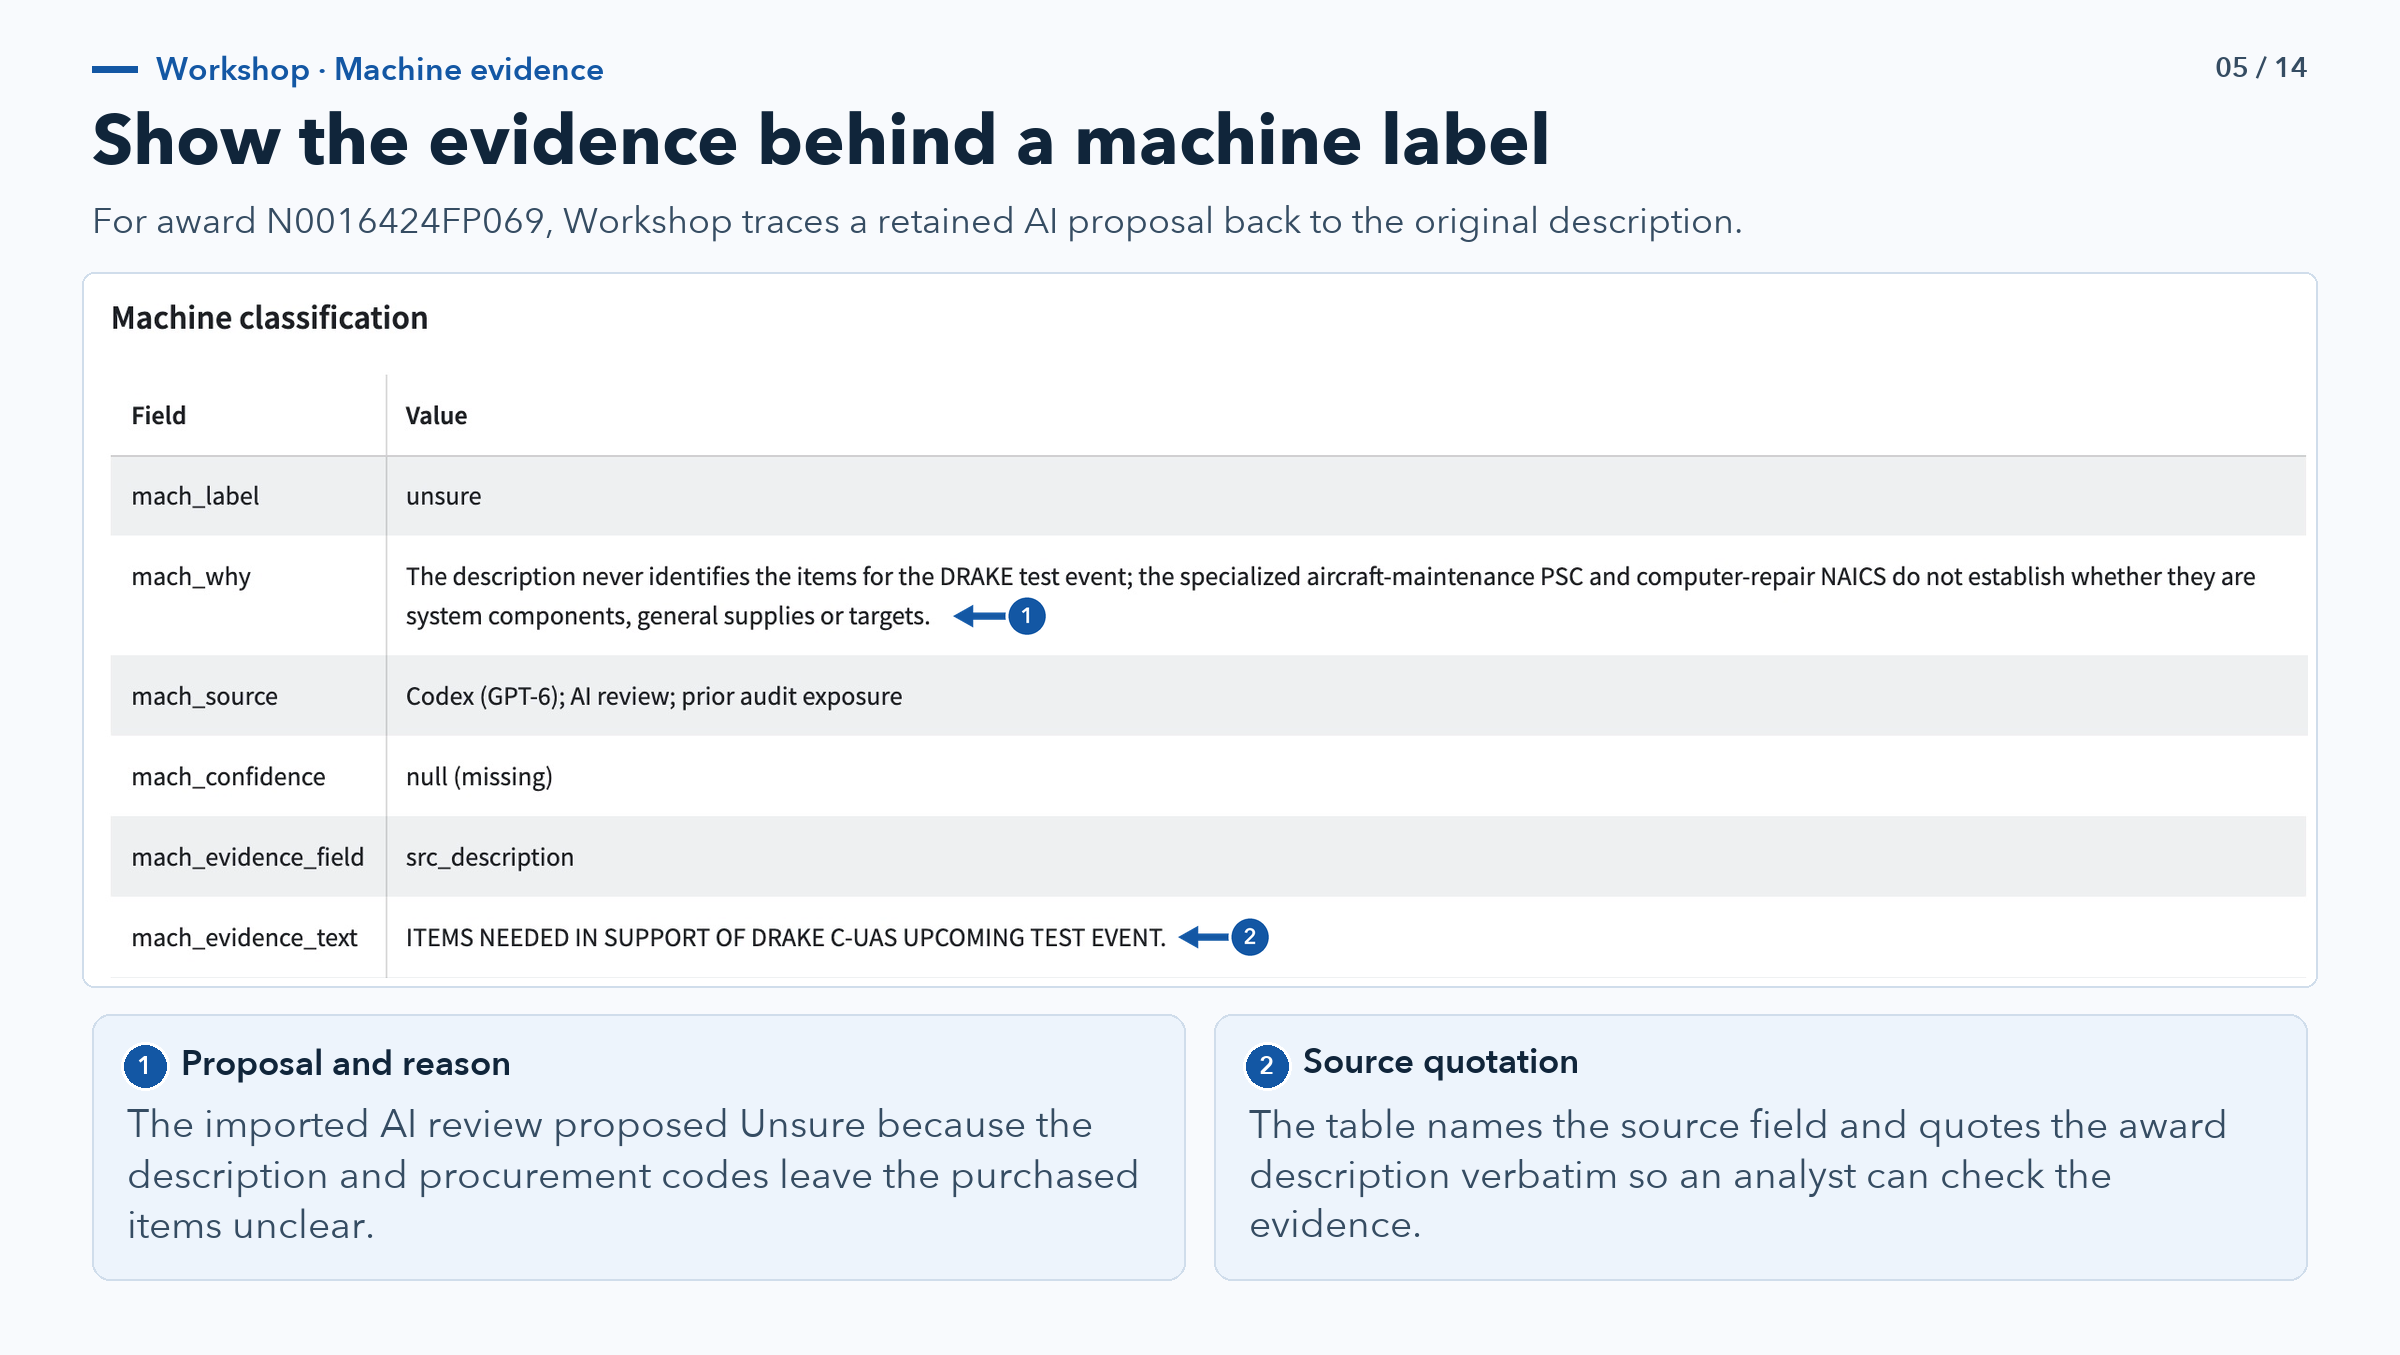 Workshop · Machine evidence
05 / 14
Show the evidence behind a machine label
For award N0016424FP069, Workshop traces a retained AI proposal back to the original description.
Machine classification
Field Value
mach_label unsure
mach_why The description never identifies the items for the DRAKE test event; the specialized aircraft-maintenance PSC and computer-repair NAICS do not establish whether they are
system components, general supplies or targets. 1
mach_source Codex (GPT-6); AI review; prior audit exposure
mach_confidence null (missing)
mach_evidence_field src_description
mach_evidence_text ITEMS NEEDED IN SUPPORT OF DRAKE C-UAS UPCOMING TEST EVENT. 2
1 Proposal and reason
The imported AI review proposed Unsure because the
description and procurement codes leave the purchased
items unclear.
2 Source quotation
The table names the source field and quotes the award
description verbatim so an analyst can check the
evidence.